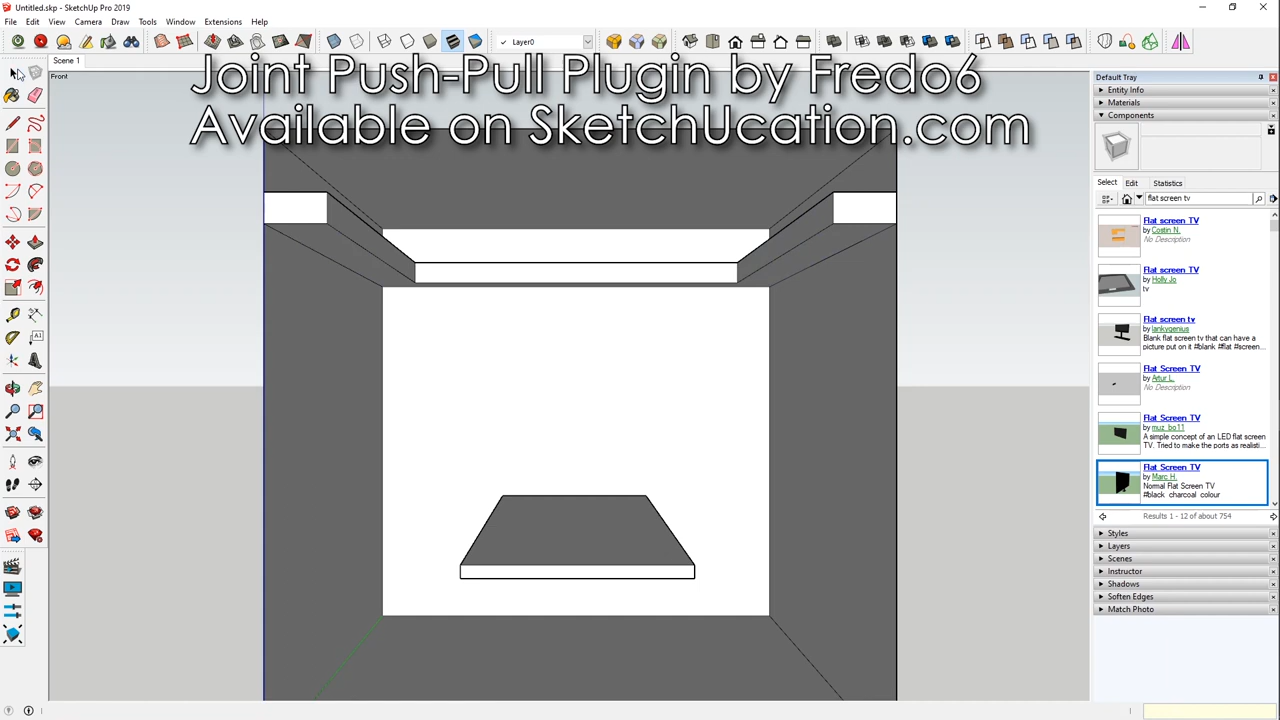 Untitled.skp - SketchUp Pro 2019
File Edit View Camera Draw Tools Window Extensions Help
Layer0
Scene 1
Front
Joint Push-Pull Plugin by Fredo6
Available on SketchUcation.com
Default Tray
Entity Info
Materials
Components
Select Edit Statistics
flat screen tv
Flat screen TV
by Costin N.
No Description
Flat screen TV
by Holly Jo
tv
Flat screen tv
by lankygenius
Blank flat screen tv that can have a
picture put on it #blank #flat #screen...
Flat Screen TV
by Artur L.
No Description
Flat Screen TV
by muz_bo11
A simple concept of an LED flat screen
TV. Tried to make the ports as realisti...
Flat Screen TV
by Marc H.
Normal Flat Screen TV
#black charcoal colour
Results 1 - 12 of about 754
Styles
Layers
Scenes
Instructor
Shadows
Soften Edges
Match Photo